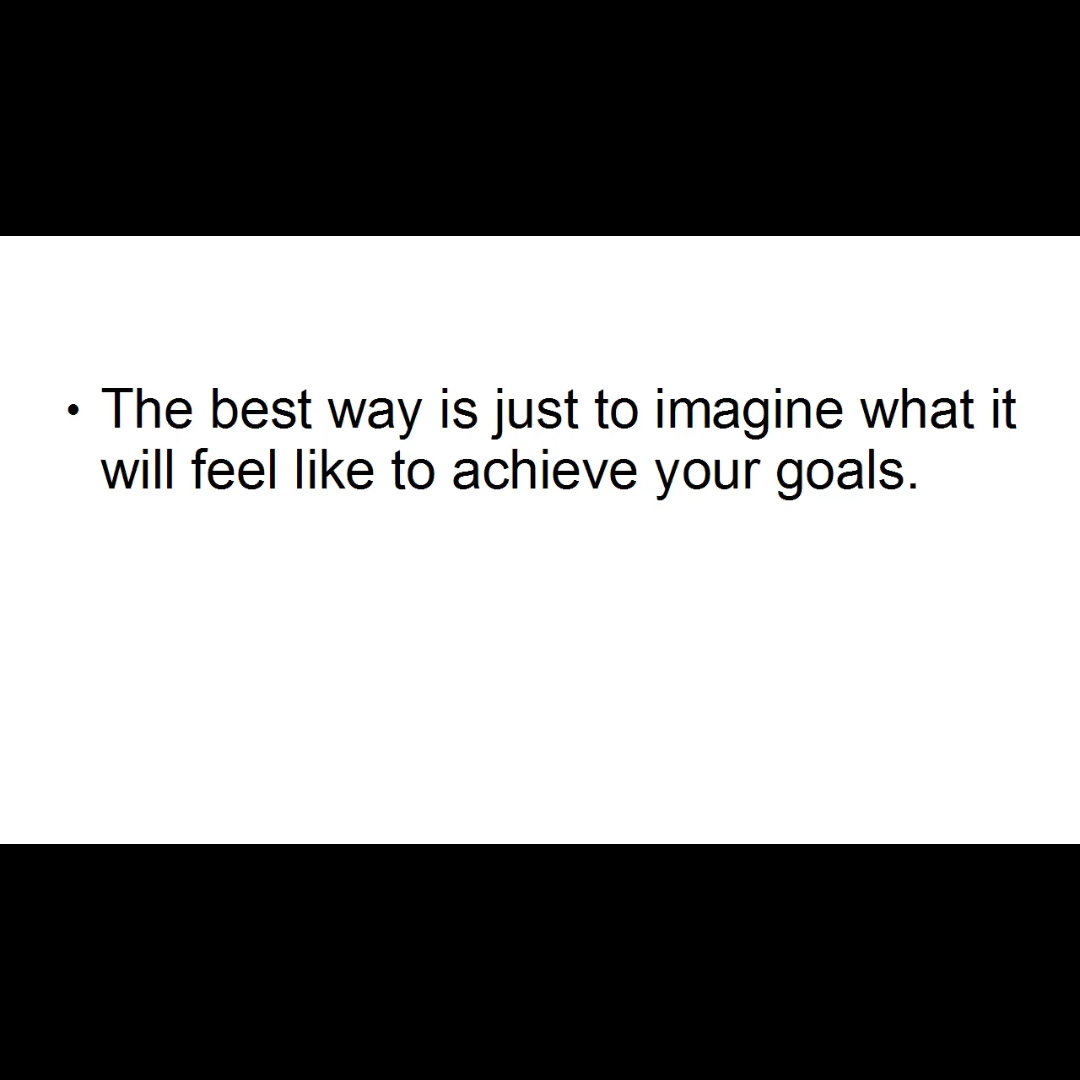 • The best way is just to imagine what it
will feel like to achieve your goals.